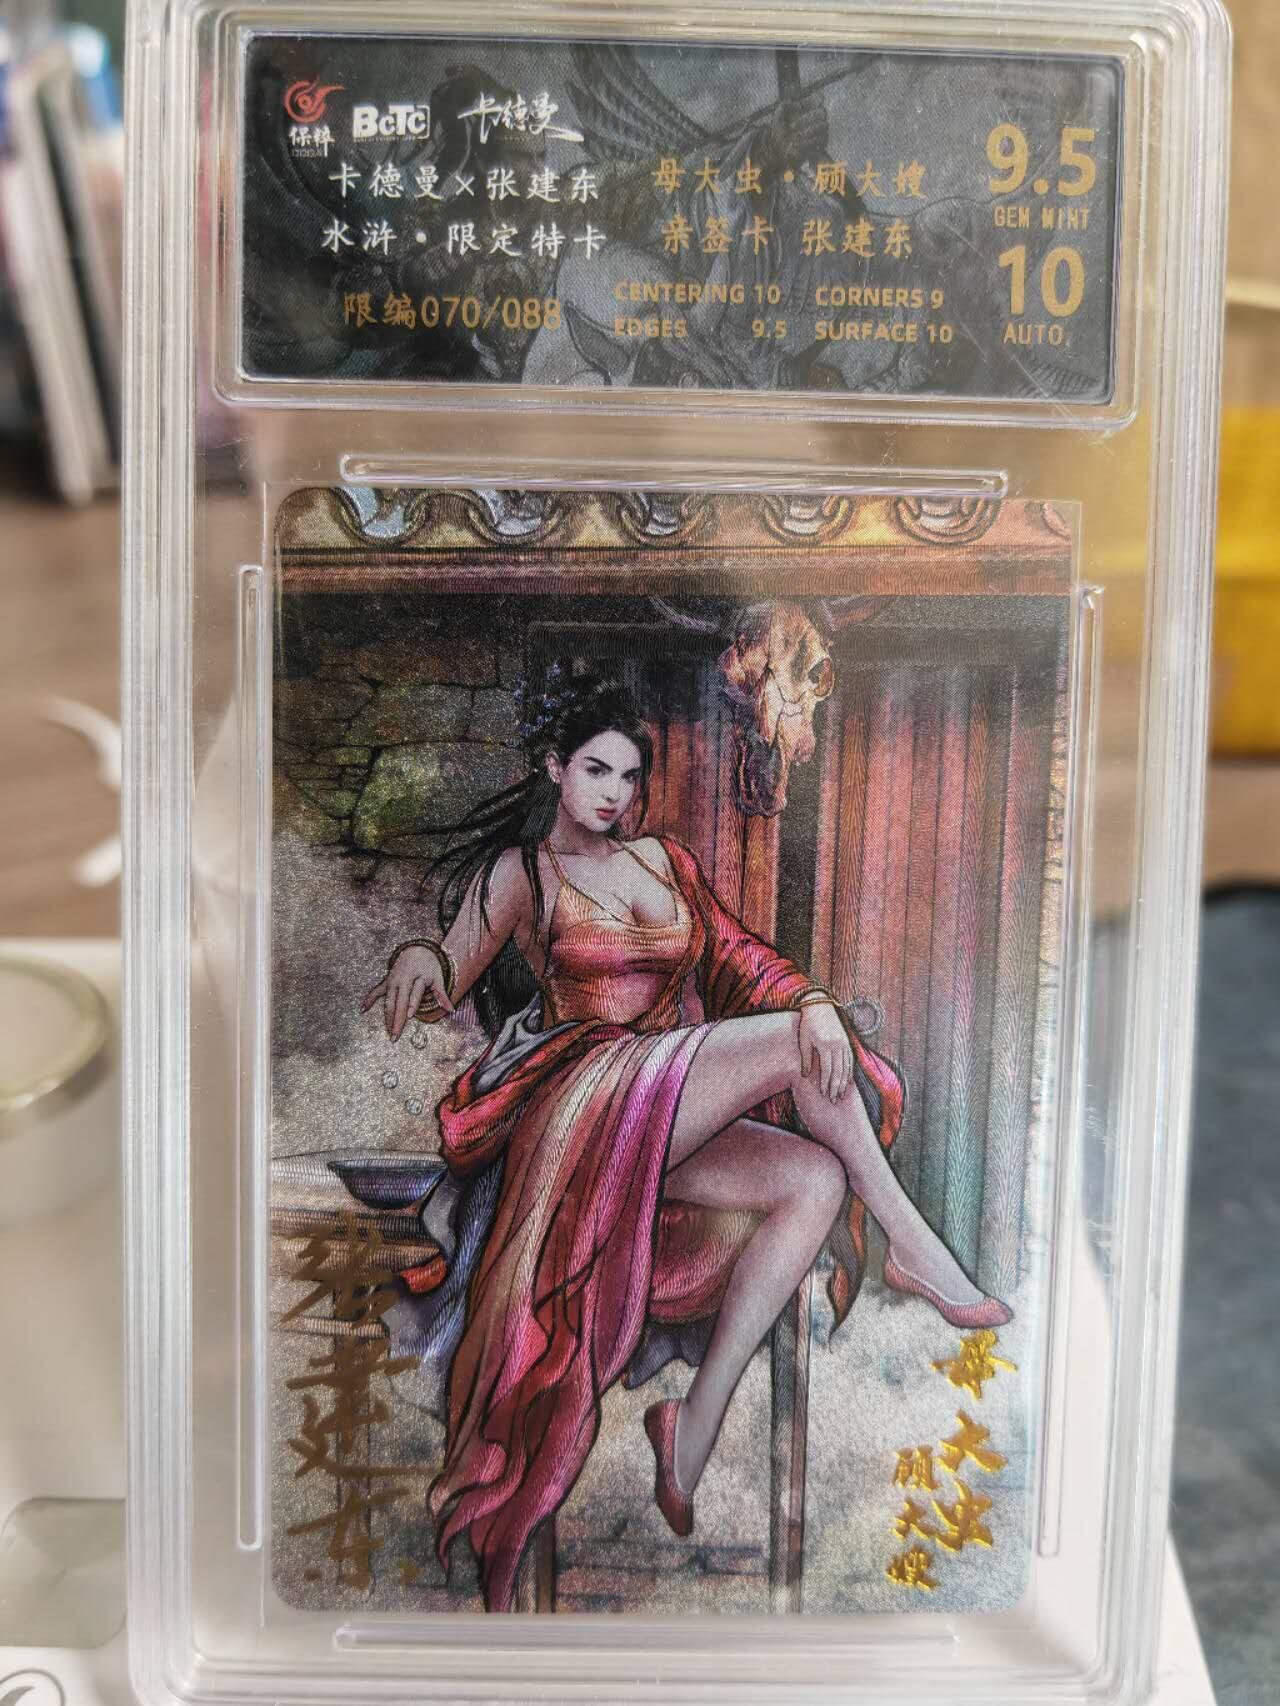 保粹 BCTC 卡德曼
卡德曼×张建东
水浒·限定特卡
限编070/088
母大虫·顾大嫂
亲签卡 张建东
CENTERING 10 CORNERS 9
EDGES 9.5 SURFACE 10
9.5
GEM MINT
10
AUTO.
张建东
母大虫
顾大嫂